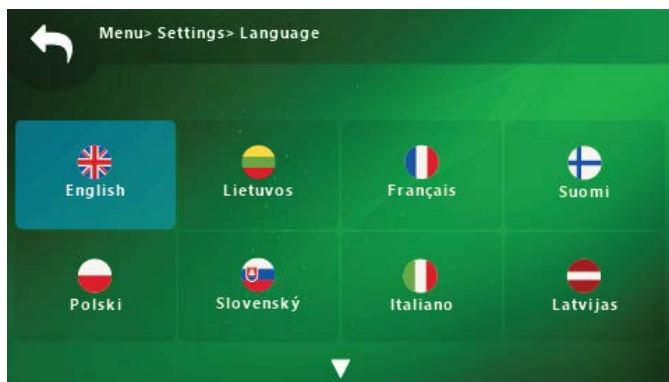 Menu> Settings> Language
English
Lietuvos
Français
Suomi
Polski
Slovenský
Italiano
Latvijas